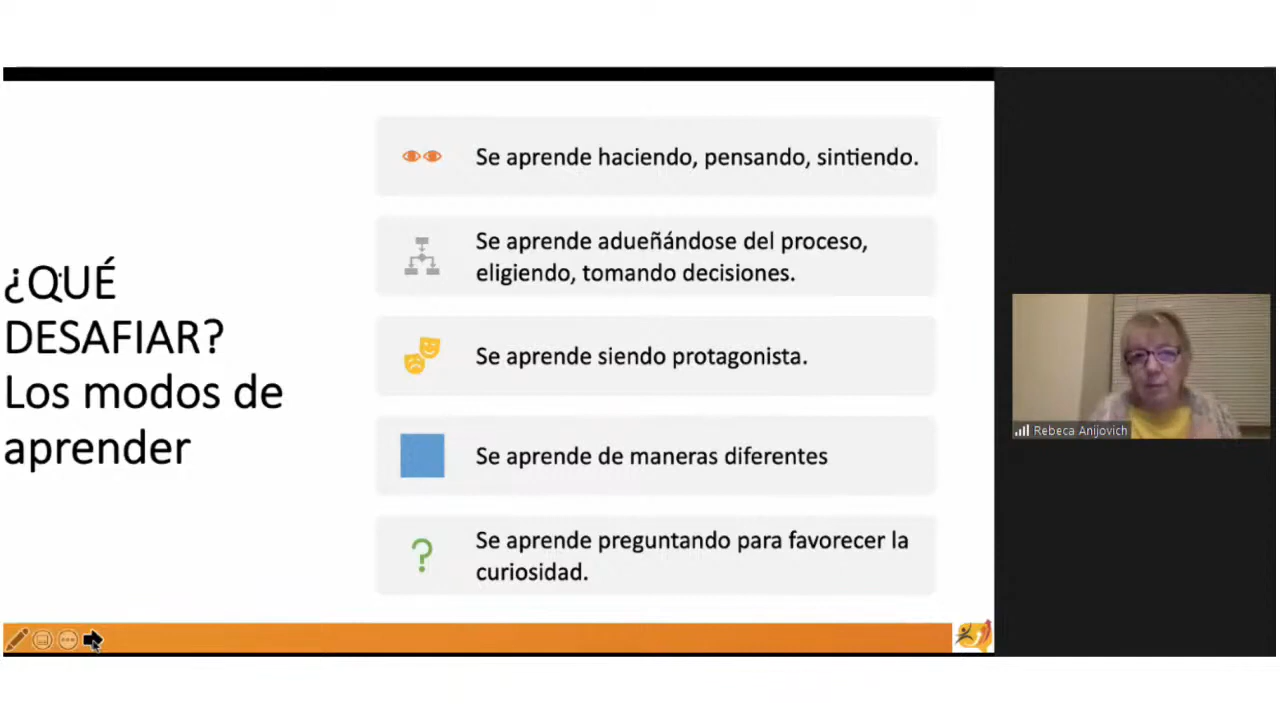 ¿QUÉ
DESAFIAR?
Los modos de
aprender
Se aprende haciendo, pensando, sintiendo.
Se aprende adueñándose del proceso,
eligiendo, tomando decisiones.
Se aprende siendo protagonista.
Se aprende de maneras diferentes
?
Se aprende preguntando para favorecer la
curiosidad.
Rebeca Anijovich